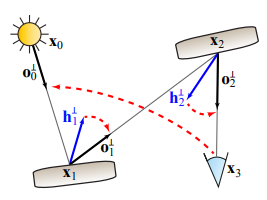 x₀
x₂
o₀^⊥
o₂^⊥
h₂^⊥
h₁^⊥
o₁^⊥
x₁
x₃